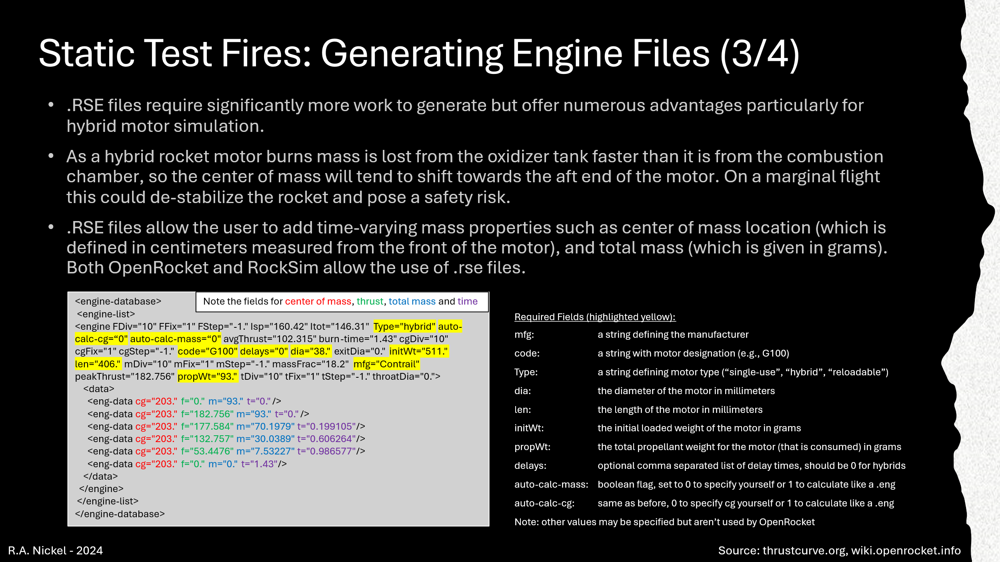 Static Test Fires: Generating Engine Files (3/4)
• .RSE files require significantly more work to generate but offer numerous advantages particularly for
hybrid motor simulation.
• As a hybrid rocket motor burns mass is lost from the oxidizer tank faster than it is from the combustion
chamber, so the center of mass will tend to shift towards the aft end of the motor. On a marginal flight
this could de-stabilize the rocket and pose a safety risk.
• .RSE files allow the user to add time-varying mass properties such as center of mass location (which is
defined in centimeters measured from the front of the motor), and total mass (which is given in grams).
Both OpenRocket and RockSim allow the use of .rse files.
Note the fields for center of mass, thrust, total mass and time
<engine-database>
<engine-list>
<engine FDiv="10" FFix="1" FStep="-1." Isp="160.42" Itot="146.31" Type="hybrid" auto-
calc-cg=“0" auto-calc-mass=“0" avgThrust="102.315" burn-time="1.43" cgDiv="10"
cgFix="1" cgStep="-1." code="G100" delays="0" dia="38." exitDia="0." initWt="511."
len="406." mDiv="10" mFix="1" mStep="-1." massFrac="18.2" mfg="Contrail"
peakThrust="182.756" propWt="93." tDiv="10" tFix="1" tStep="-1." throatDia="0.">
<data>
<eng-data cg="203." f="0." m="93." t="0."/>
<eng-data cg="203." f="182.756" m="93." t="0."/>
<eng-data cg="203." f="177.584" m="70.1979" t="0.199105"/>
<eng-data cg="203." f="132.757" m="30.0389" t="0.606264"/>
<eng-data cg="203." f="53.4476" m="7.53227" t="0.986577"/>
<eng-data cg="203." f="0." m="0." t="1.43"/>
</data>
</engine>
</engine-list>
</engine-database>
Required Fields (highlighted yellow):
mfg: a string defining the manufacturer
code: a string with motor designation (e.g., G100)
Type: a string defining motor type (“single-use”, “hybrid”, “reloadable”)
dia: the diameter of the motor in millimeters
len: the length of the motor in millimeters
initWt: the initial loaded weight of the motor in grams
propWt: the total propellant weight for the motor (that is consumed) in grams
delays: optional comma separated list of delay times, should be 0 for hybrids
auto-calc-mass: boolean flag, set to 0 to specify yourself or 1 to calculate like a .eng
auto-calc-cg: same as before, 0 to specify cg yourself or 1 to calculate like a .eng
Note: other values may be specified but aren’t used by OpenRocket
R.A. Nickel - 2024
Source: thrustcurve.org, wiki.openrocket.info